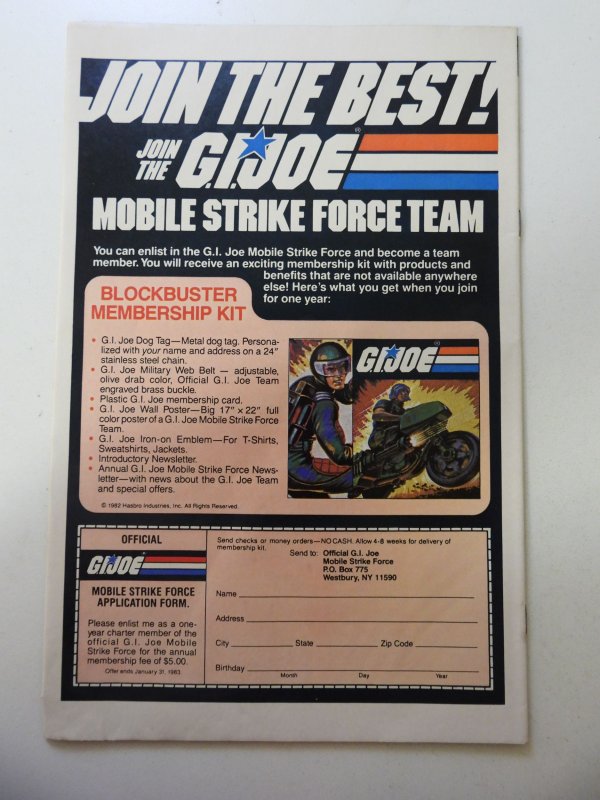 JOIN THE BEST!
JOIN
THE
G.I. JOE®
MOBILE STRIKE FORCE TEAM
You can enlist in the G.I. Joe Mobile Strike Force and become a team
member. You will receive an exciting membership kit with products and
benefits that are not available anywhere
else! Here's what you get when you join
for one year:
BLOCKBUSTER
MEMBERSHIP KIT
• G.I. Joe Dog Tag—Metal dog tag. Persona-
lized with your name and address on a 24"
stainless steel chain.
• G.I. Joe Military Web Belt — adjustable,
olive drab color, Official G.I. Joe Team
engraved brass buckle.
• Plastic G.I. Joe membership card.
• G.I. Joe Wall Poster—Big 17" x 22" full
color poster of a G.I. Joe Mobile Strike Force
Team.
• G.I. Joe Iron-on Emblem—For T-Shirts,
Sweatshirts, Jackets.
• Introductory Newsletter.
• Annual G.I. Joe Mobile Strike Force News-
letter—with news about the G.I. Joe Team
and special offers.
© 1982 Hasbro Industries, Inc. All Rights Reserved.
G.I. JOE
OFFICIAL
G.I. JOE
MOBILE STRIKE FORCE
APPLICATION FORM.
Please enlist me as a one-
year charter member of the
official G.I. Joe Mobile
Strike Force for the annual
membership fee of $5.00.
Offer ends January 31, 1983.
Send checks or money orders—NO CASH. Allow 4-8 weeks for delivery of
membership kit.
Send to: Official G.I. Joe
Mobile Strike Force
P.O. Box 775
Westbury, NY 11590
Name
Address
City State Zip Code
Birthday
Month Day Year